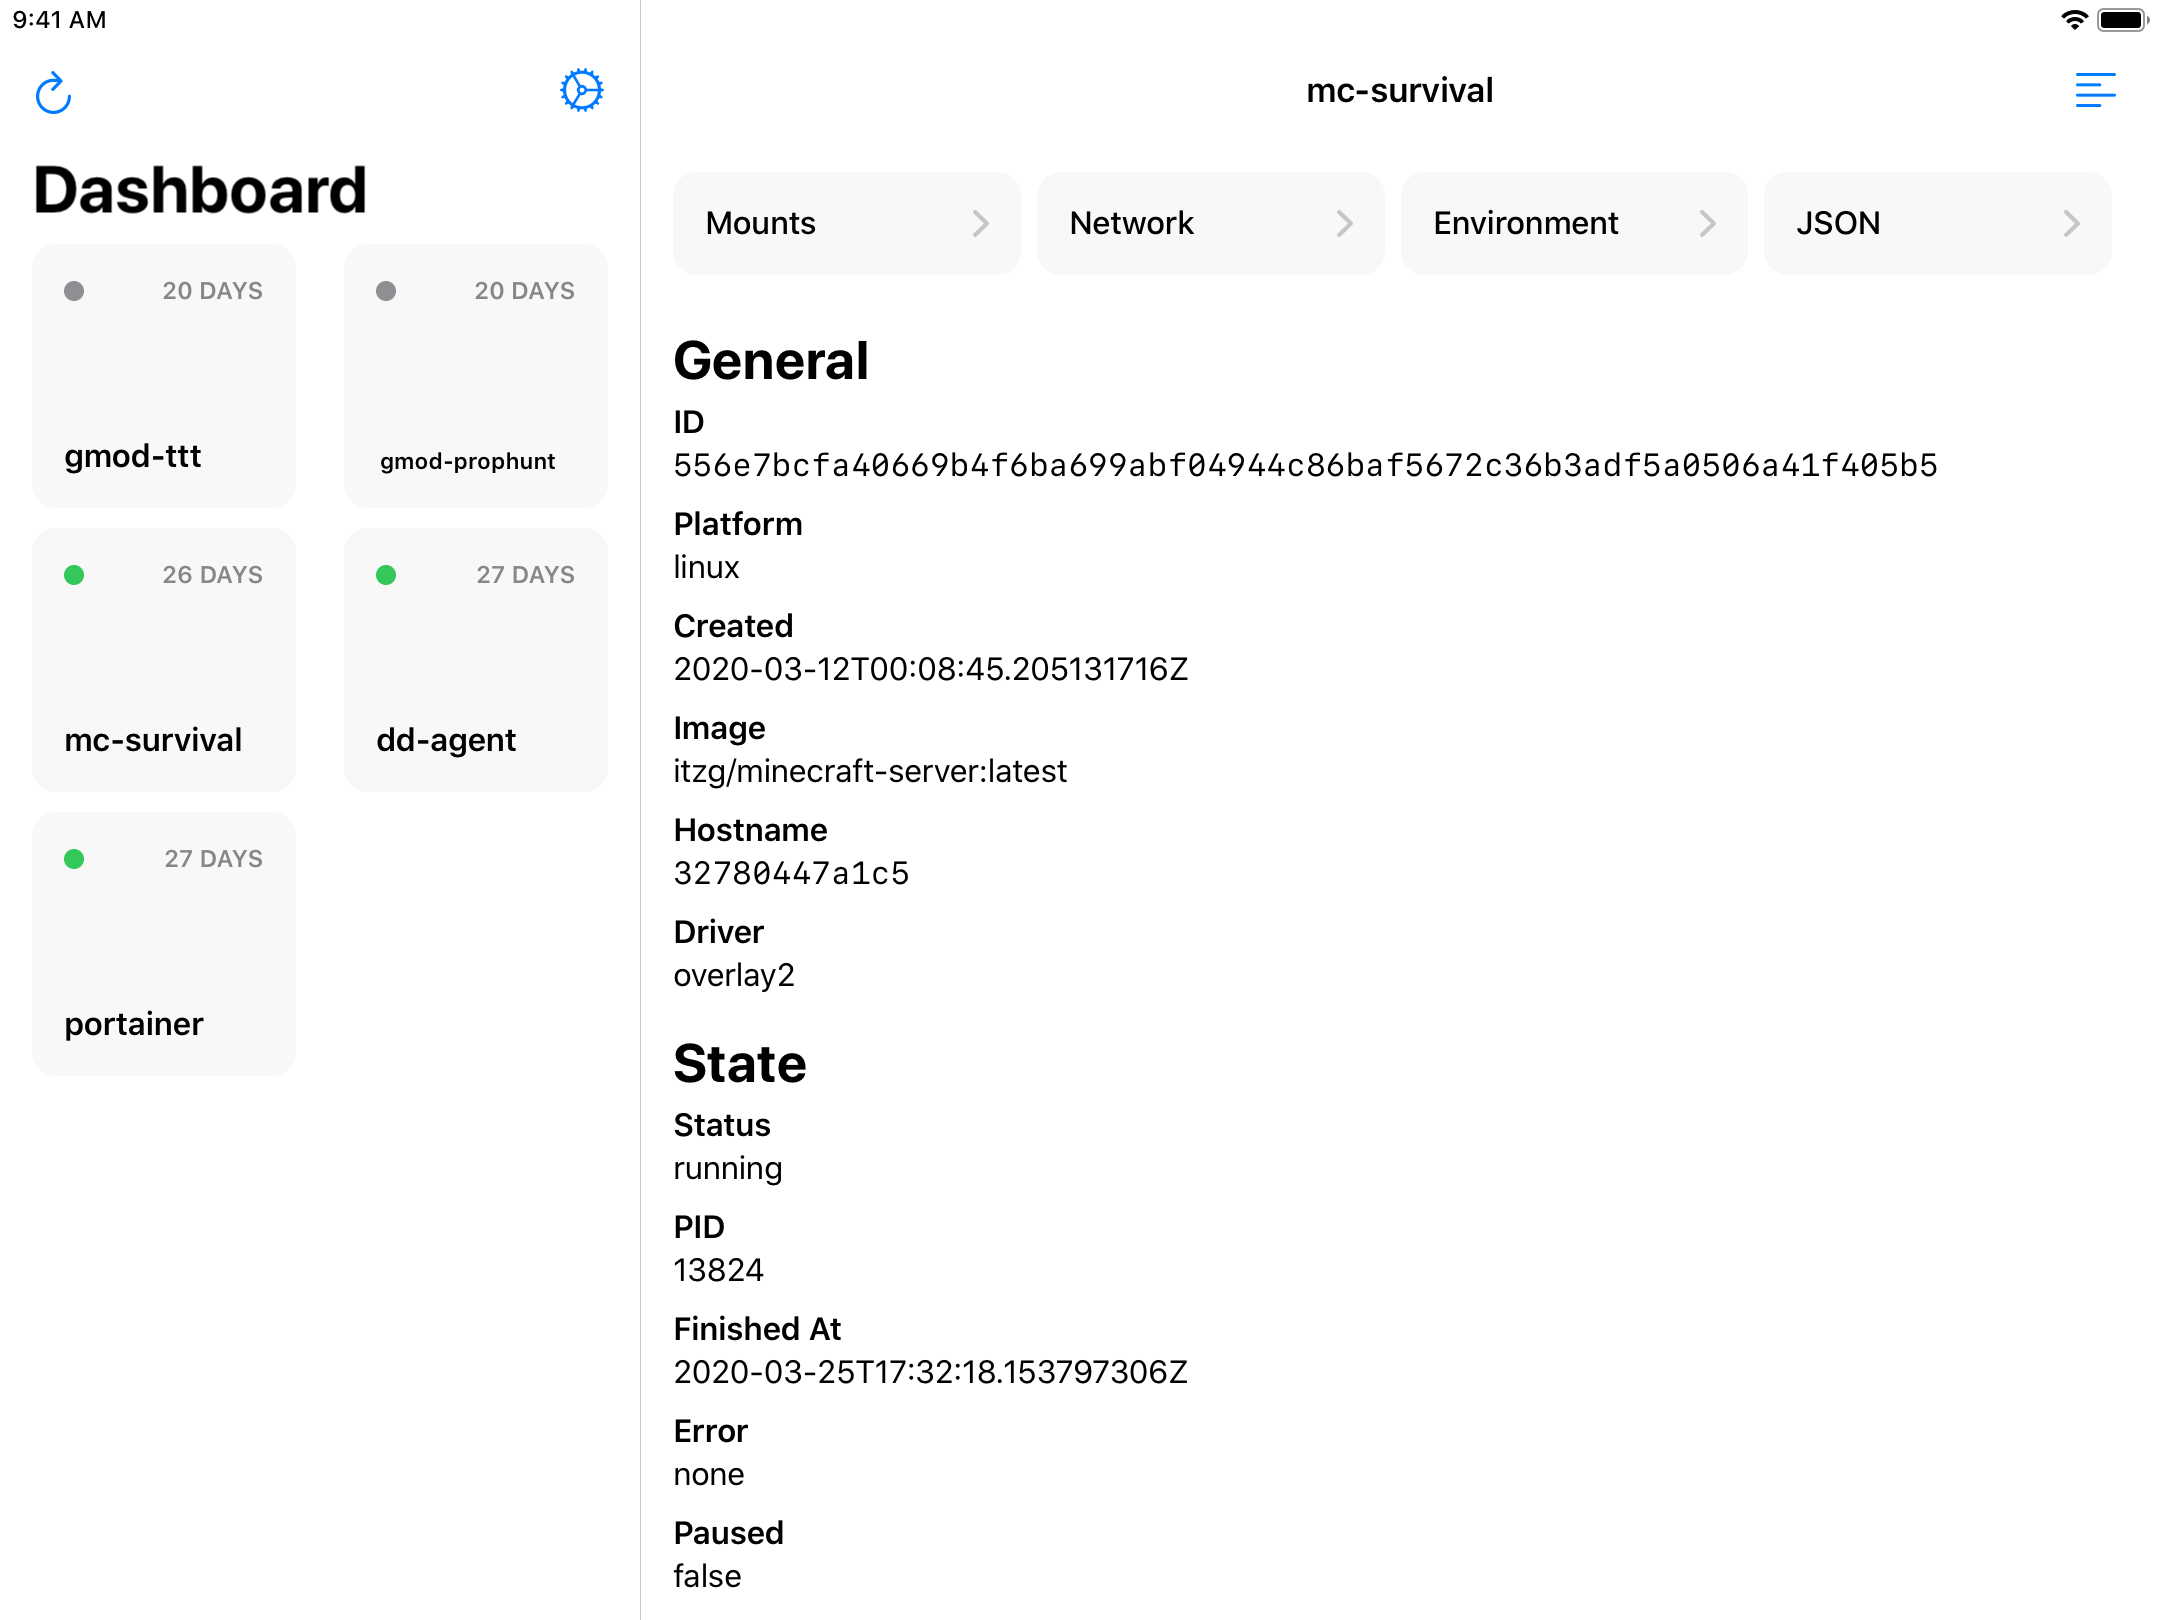 9:41 AM
Dashboard
20 DAYS
gmod-ttt
20 DAYS
gmod-prophunt
26 DAYS
mc-survival
27 DAYS
dd-agent
27 DAYS
portainer
mc-survival
Mounts
Network
Environment
JSON
General
ID
556e7bcfa40669b4f6ba699abf04944c86baf5672c36b3adf5a0506a41f405b5
Platform
linux
Created
2020-03-12T00:08:45.205131716Z
Image
itzg/minecraft-server:latest
Hostname
32780447a1c5
Driver
overlay2
State
Status
running
PID
13824
Finished At
2020-03-25T17:32:18.153797306Z
Error
none
Paused
false